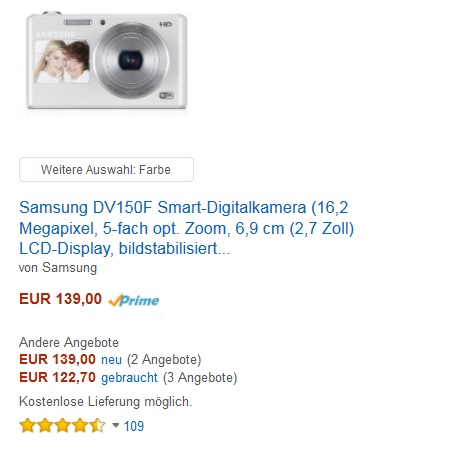 SAMSUNG
HD
Weitere Auswahl: Farbe
Samsung DV150F Smart-Digitalkamera (16,2
Megapixel, 5-fach opt. Zoom, 6,9 cm (2,7 Zoll)
LCD-Display, bildstabilisiert...
von Samsung
EUR 139,00 Prime
Andere Angebote
EUR 139,00 neu (2 Angebote)
EUR 122,70 gebraucht (3 Angebote)
Kostenlose Lieferung möglich.
109